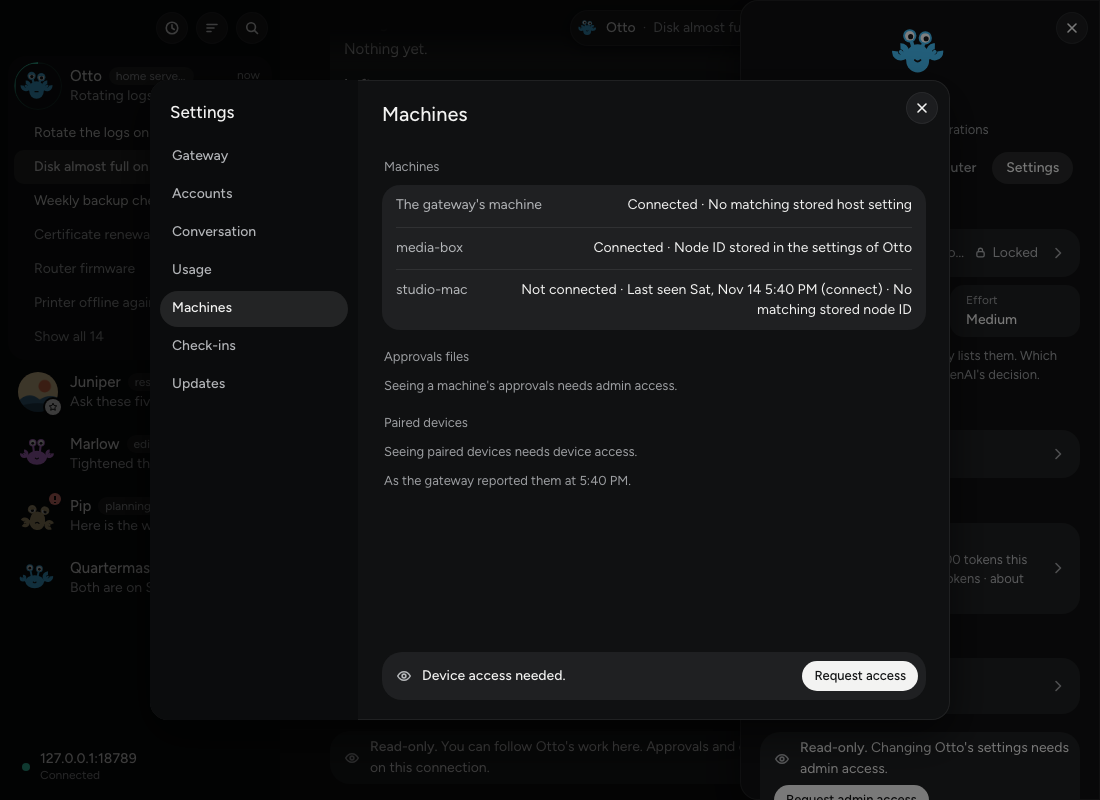 Otto · Disk almost fu
Nothing yet.
Otto home serve... now
Rotating logs
Rotate the logs on
Disk almost full on
Weekly backup che
Certificate renewa
Router firmware
Printer offline again
Show all 14
Juniper res
Ask these fiv
Marlow edi
Tightened th
Pip planning
Here is the w
Quartermas
Both are on S
127.0.0.1:18789
Connected
Settings
Gateway
Accounts
Conversation
Usage
Machines
Check-ins
Updates
Machines
Machines
The gateway's machine Connected · No matching stored host setting
media-box Connected · Node ID stored in the settings of Otto
studio-mac Not connected · Last seen Sat, Nov 14 5:40 PM (connect) · No
matching stored node ID
Approvals files
Seeing a machine's approvals needs admin access.
Paired devices
Seeing paired devices needs device access.
As the gateway reported them at 5:40 PM.
Device access needed. Request access
Read-only. You can follow Otto's work here. Approvals and
on this connection.
rations
uter Settings
o... Locked
Effort
Medium
y lists them. Which
enAI's decision.
00 tokens this
okens · about
Read-only. Changing Otto's settings needs
admin access.
Request admin access